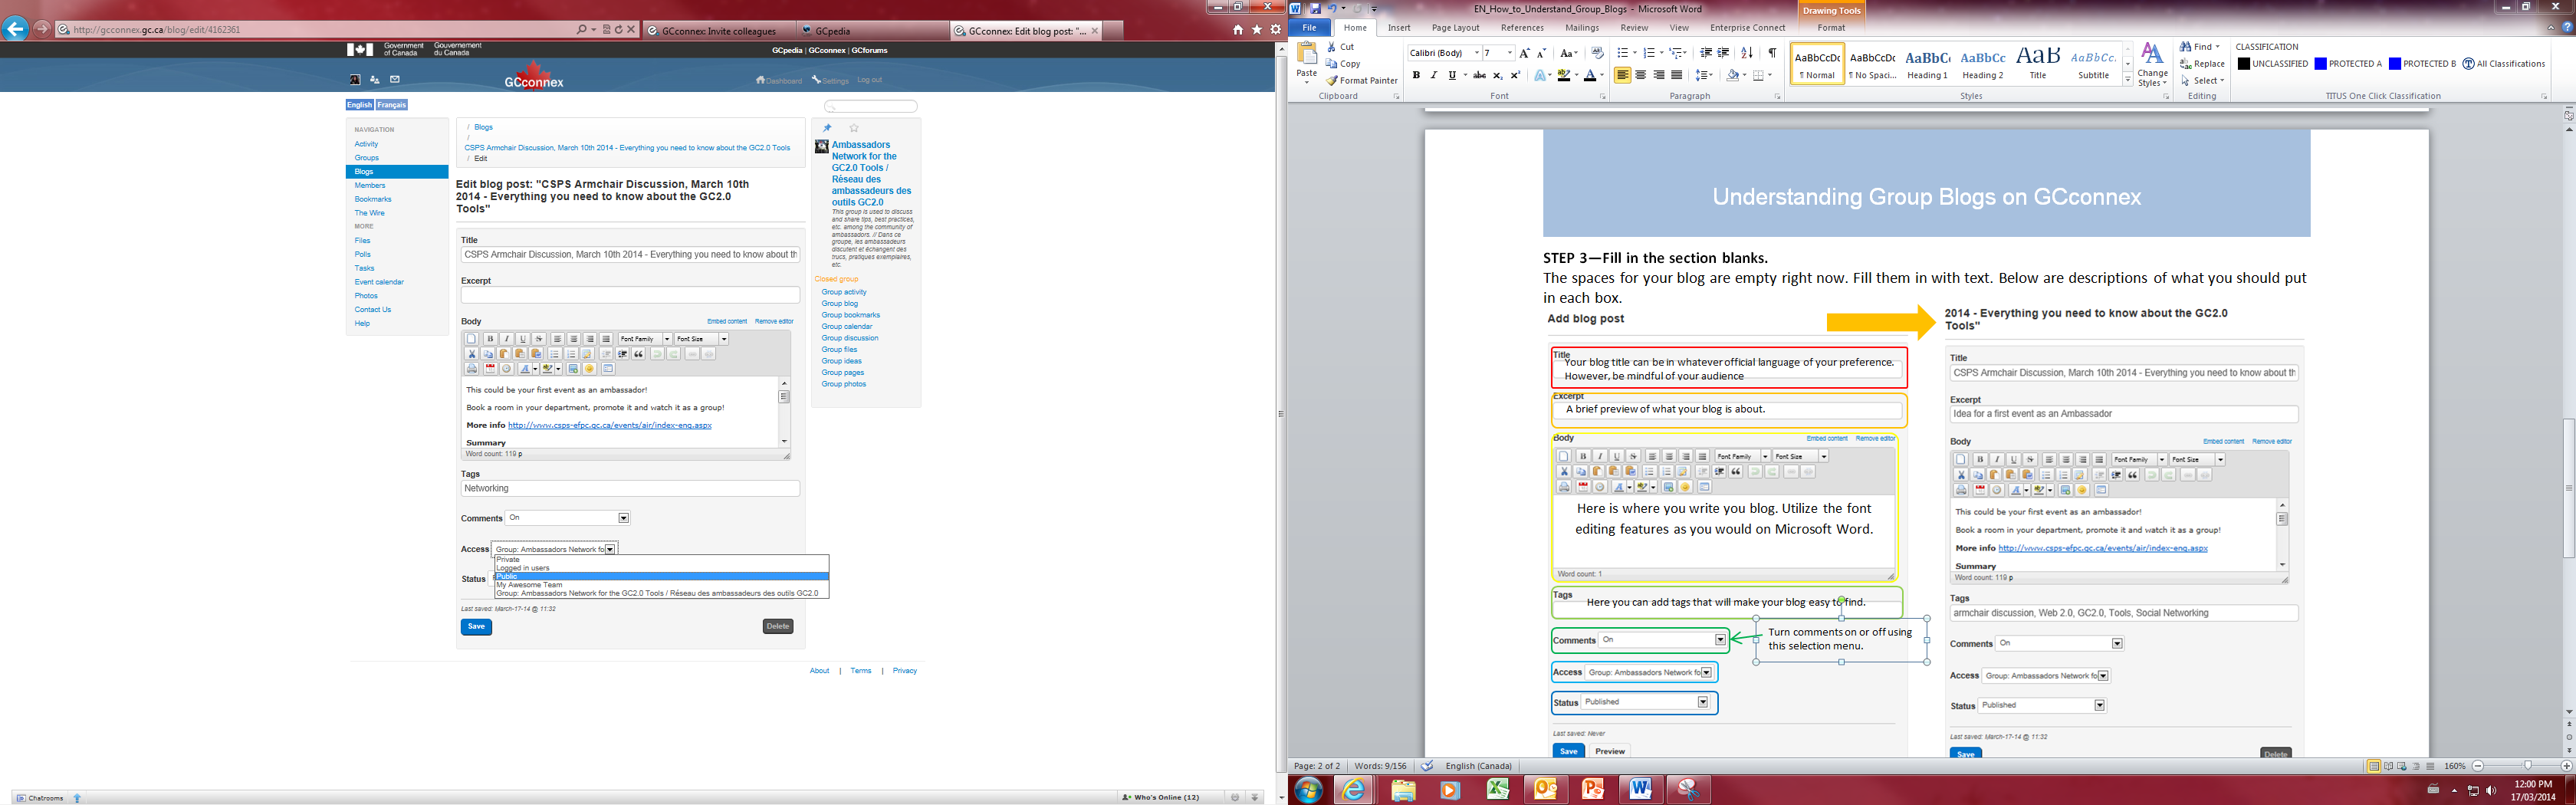 http://gcconnex.gc.ca/blog/edit/4162361
GCconnex: Invite colleagues
GCpedia
GCconnex: Edit blog post: "...
Government of Canada
Gouvernement du Canada
GCpedia | GCconnex | GCforums
GCconnex
Dashboard
Settings
Log out
English
Français
NAVIGATION
Activity
Groups
Blogs
Members
Bookmarks
The Wire
MORE
Files
Polls
Tasks
Event calendar
Photos
Contact Us
Help
/ Blogs
/
CSPS Armchair Discussion, March 10th 2014 - Everything you need to know about the GC2.0 Tools
/ Edit
Edit blog post: "CSPS Armchair Discussion, March 10th
2014 - Everything you need to know about the GC2.0
Tools"
Title
CSPS Armchair Discussion, March 10th 2014 - Everything you need to know about th
Excerpt
Body
Embed content
Remove editor
Font Family
Font Size
This could be your first event as an ambassador!
Book a room in your department, promote it and watch it as a group!
More info http://www.csps-efpc.gc.ca/events/air/index-eng.aspx
Summary
Word count: 119 p
Tags
Networking
Comments On
Access Group: Ambassadors Network fo
Private
Logged in users
Public
My Awesome Team
Group: Ambassadors Network for the GC2.0 Tools / Réseau des ambassadeurs des outils GC2.0
Status
Last saved: March-17-14 @ 11:32
Save
Delete
About | Terms | Privacy
Ambassadors
Network for the
GC2.0 Tools /
Réseau des
ambassadeurs des
outils GC2.0
This group is used to discuss
and share tips, best practices,
etc. among the community of
ambassadors. // Dans ce
groupe, les ambassadeurs
discutent et échangent des
trucs, pratiques exemplaires,
etc.
Closed group
Group activity
Group blog
Group bookmarks
Group calendar
Group discussion
Group files
Group ideas
Group pages
Group photos
Chatrooms
Who's Online (12)
EN_How_to_Understand_Group_Blogs - Microsoft Word
Drawing Tools
File
Home
Insert
Page Layout
References
Mailings
Review
View
Enterprise Connect
Format
Paste
Cut
Copy
Format Painter
Clipboard
Calibri (Body)
7
Font
Paragraph
AaBbCcDc
¶ Normal
AaBbCcDc
¶ No Spaci...
AaBbC
Heading 1
AaBbCc
Heading 2
AaB
Title
AaBbCc.
Subtitle
Change
Styles
Styles
Find
Replace
Select
Editing
CLASSIFICATION
UNCLASSIFIED
PROTECTED A
PROTECTED B
All Classifications
TITUS One Click Classification
Understanding Group Blogs on GCconnex
STEP 3—Fill in the section blanks.
The spaces for your blog are empty right now. Fill them in with text. Below are descriptions of what you should put
in each box.
Add blog post
Title
Your blog title can be in whatever official language of your preference.
However, be mindful of your audience
Excerpt
A brief preview of what your blog is about.
Body
Embed content
Remove editor
Font Family
Font Size
Here is where you write you blog. Utilize the font
editing features as you would on Microsoft Word.
Word count: 1
Tags
Here you can add tags that will make your blog easy to find.
Comments On
Turn comments on or off using
this selection menu.
Access Group: Ambassadors Network fo
Status Published
Last saved: Never
Save
Preview
2014 - Everything you need to know about the GC2.0
Tools"
Title
CSPS Armchair Discussion, March 10th 2014 - Everything you need to know about th
Excerpt
Idea for a first event as an Ambassador
Body
Embed content
Remove editor
Font Family
Font Size
This could be your first event as an ambassador!
Book a room in your department, promote it and watch it as a group!
More info http://www.csps-efpc.gc.ca/events/air/index-eng.aspx
Summary
Word count: 119 p
Tags
armchair discussion, Web 2.0, GC2.0, Tools, Social Networking
Comments On
Access Group: Ambassadors Network fo
Status Published
Last saved: March-17-14 @ 11:32
Save
Delete
Page: 2 of 2
Words: 9/156
English (Canada)
160%
12:00 PM
17/03/2014